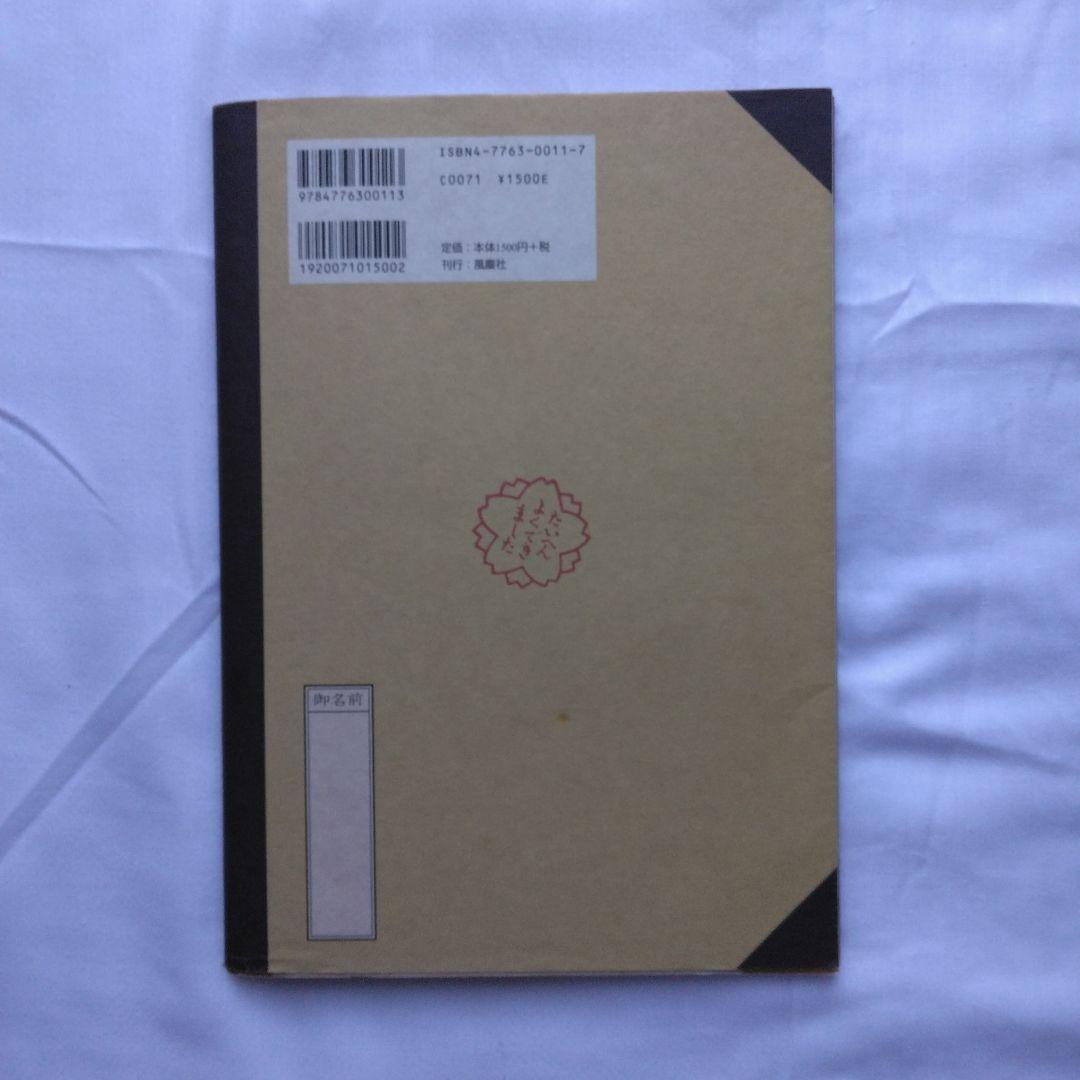 ISBN4-7763-0011-7
C0071 ¥1500E
9784776300113
1920071015002
定価：本体1500円＋税
刊行：風塵社
たいへん
よくでき
ました
御名前